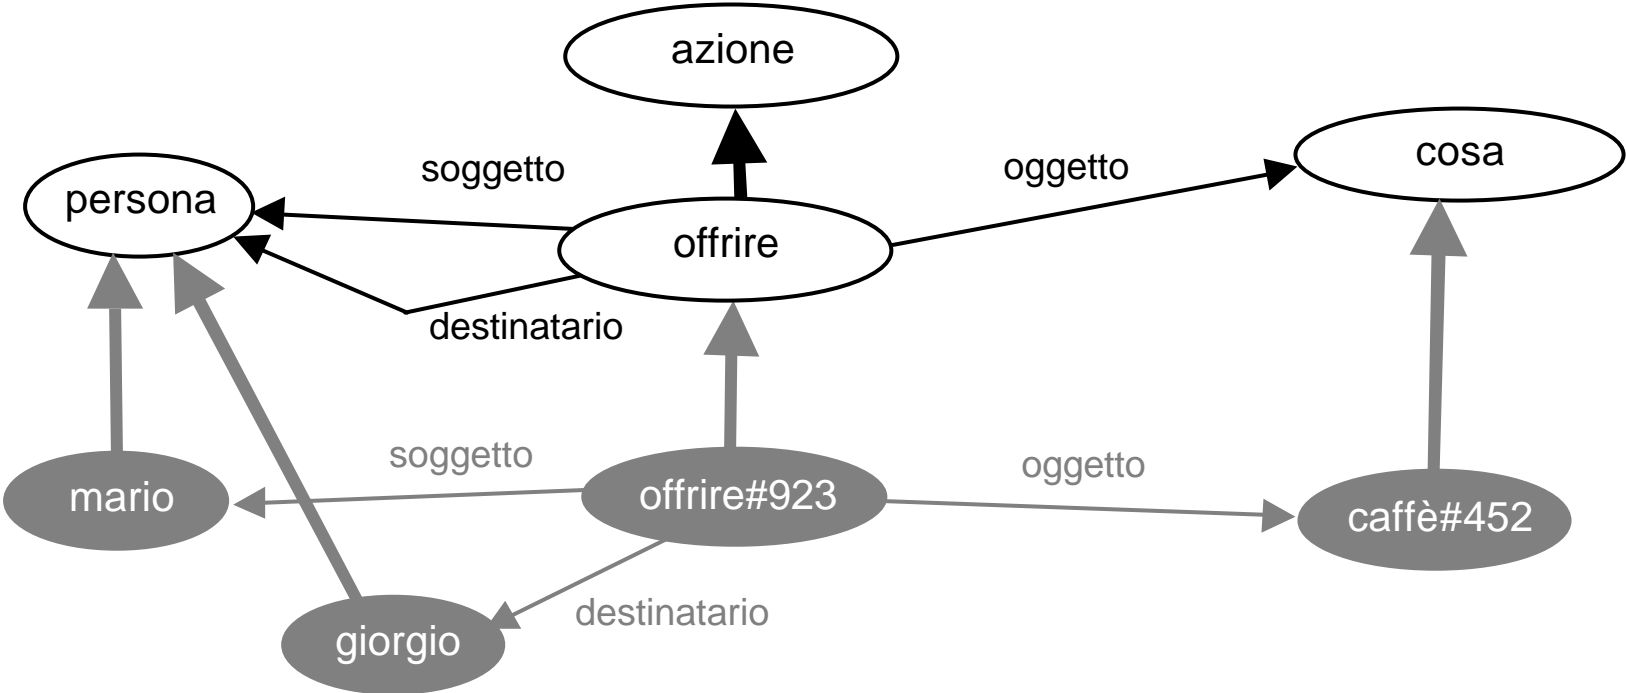 azione
cosa
soggetto
oggetto
persona
offrire
destinatario
soggetto
oggetto
mario
offrire#923
caffè#452
destinatario
giorgio